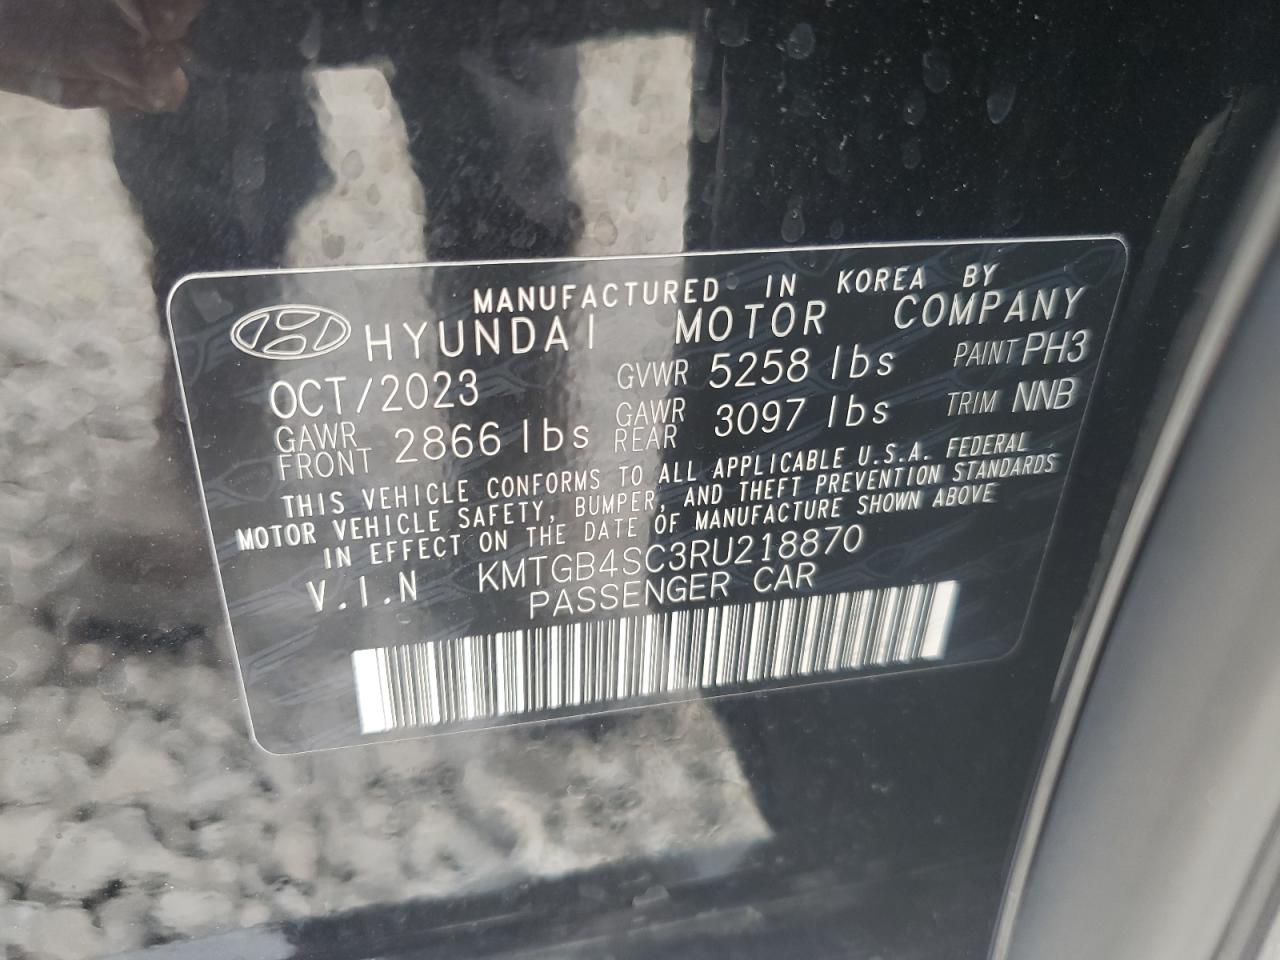 MANUFACTURED IN KOREA BY
HYUNDAI MOTOR COMPANY
OCT/2023 GVWR 5258 lbs PAINT PH3
GAWR FRONT 2866 lbs GAWR REAR 3097 lbs TRIM NNB
THIS VEHICLE CONFORMS TO ALL APPLICABLE U.S.A. FEDERAL
MOTOR VEHICLE SAFETY, BUMPER, AND THEFT PREVENTION STANDARDS
IN EFFECT ON THE DATE OF MANUFACTURE SHOWN ABOVE
V.I.N KMTGB4SC3RU218870
PASSENGER CAR